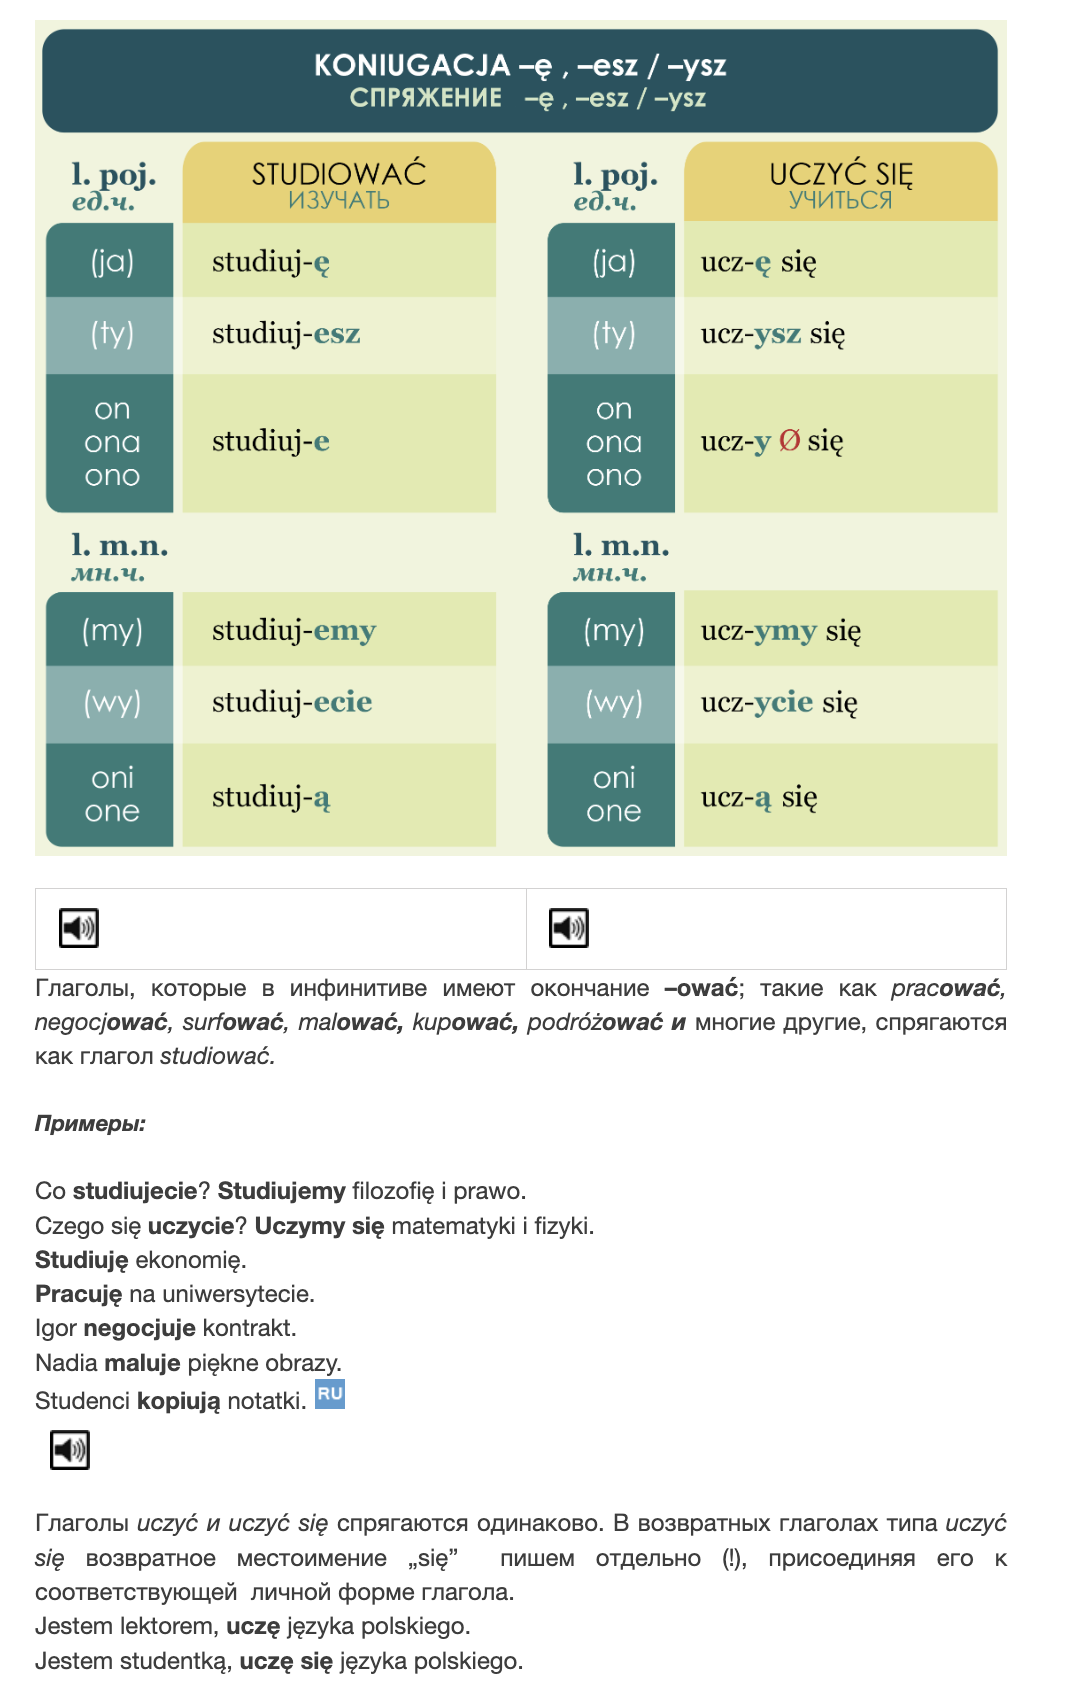 KONIUGACJA –ę , –esz / –ysz
СПРЯЖЕНИЕ –ę , –esz / –ysz
l. poj.
ед.ч.
STUDIOWAĆ
ИЗУЧАТЬ
(ja) studiuj-ę
(ty) studiuj-esz
on
ona studiuj-e
ono
l. m.n.
мн.ч.
(my) studiuj-emy
(wy) studiuj-ecie
oni
one studiuj-ą
l. poj.
ед.ч.
UCZYĆ SIĘ
УЧИТЬСЯ
(ja) ucz-ę się
(ty) ucz-ysz się
on
ona ucz-y Ø się
ono
l. m.n.
мн.ч.
(my) ucz-ymy się
(wy) ucz-ycie się
oni
one ucz-ą się
Глаголы, которые в инфинитиве имеют окончание –ować; такие как pracować,
negocjować, surfować, malować, kupować, podróżować и многие другие, спрягаются
как глагол studiować.
Примеры:
Co studiujecie? Studiujemy filozofię i prawo.
Czego się uczycie? Uczymy się matematyki i fizyki.
Studiuję ekonomię.
Pracuję na uniwersytecie.
Igor negocjuje kontrakt.
Nadia maluje piękne obrazy.
Studenci kopiują notatki. RU
Глаголы uczyć и uczyć się спрягаются одинаково. В возвратных глаголах типа uczyć
się возвратное местоимение „się” пишем отдельно (!), присоединяя его к
соответствующей личной форме глагола.
Jestem lektorem, uczę języka polskiego.
Jestem studentką, uczę się języka polskiego.